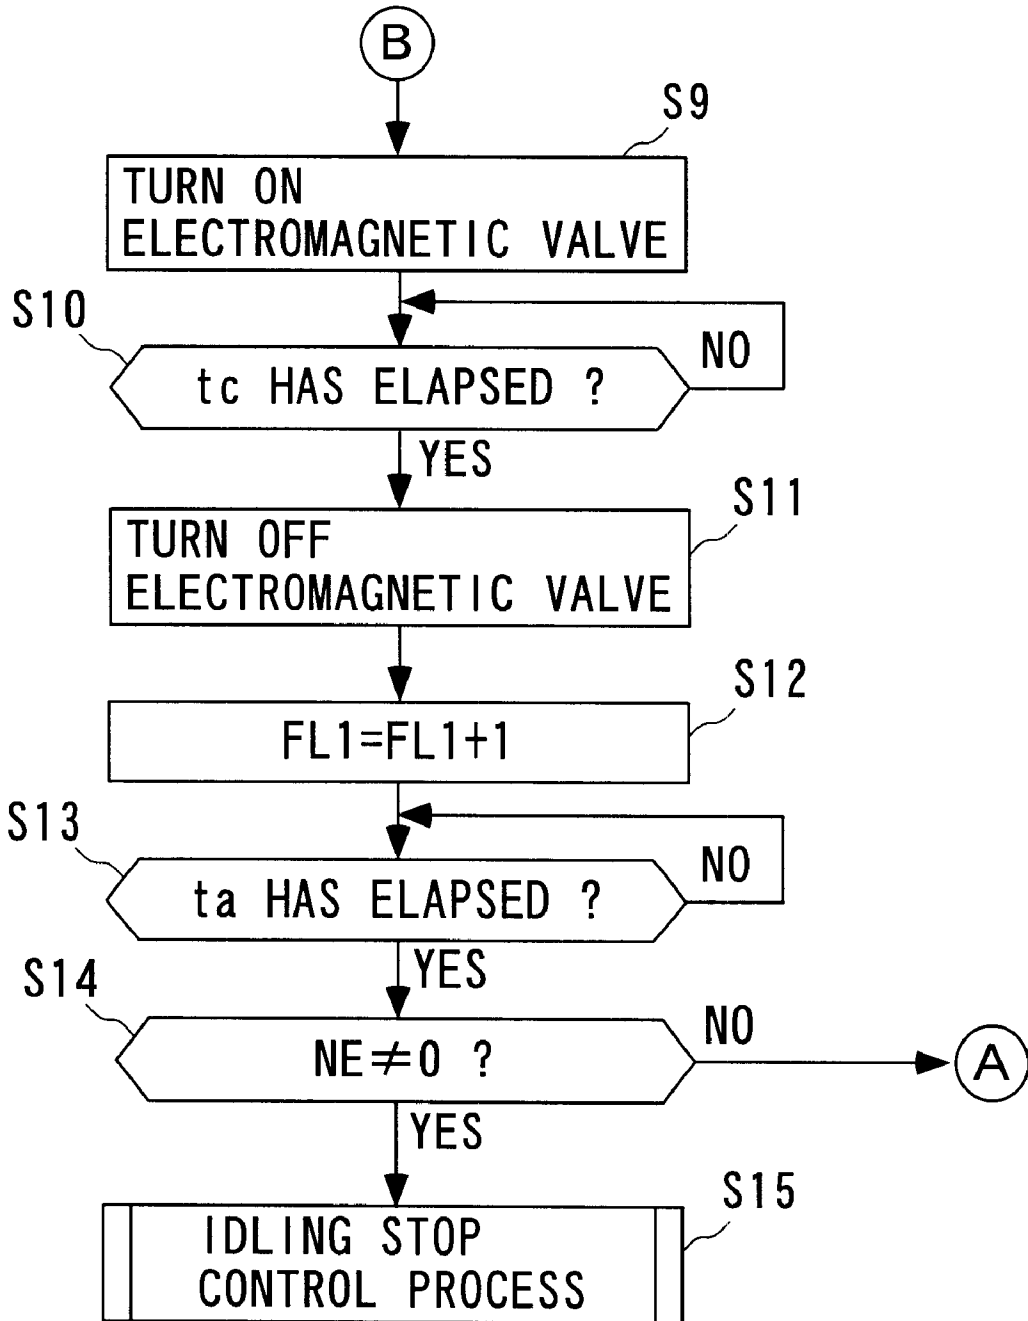 B
S9
TURN ON
ELECTROMAGNETIC VALVE
S10
NO
tc HAS ELAPSED ?
YES
S11
TURN OFF
ELECTROMAGNETIC VALVE
S12
FL1=FL1+1
S13
NO
ta HAS ELAPSED ?
YES
S14
NO
NE≠0 ?
A
YES
S15
IDLING STOP
CONTROL PROCESS